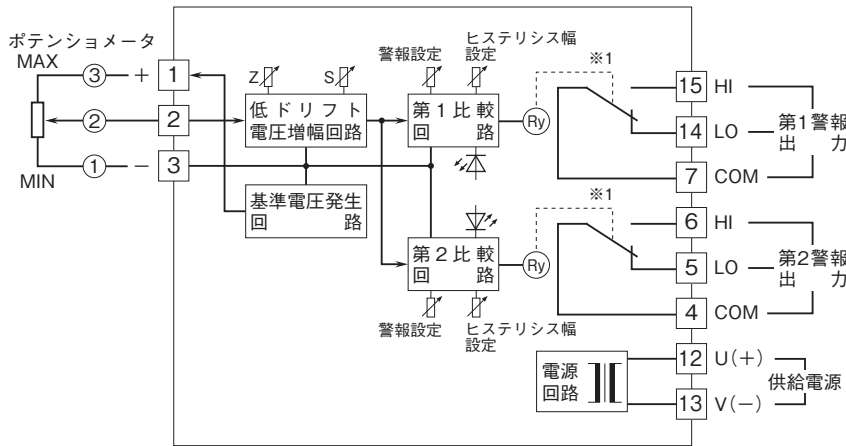 ポテンショメータ
MAX
3
+
1
2
2
1
−
3
MIN
Z
S
低ドリフト
電圧増幅回路
基準電圧発生
回路
警報設定
ヒステリシス幅
設定
第1比較
回路
Ry
※1
15
HI
14
LO
7
COM
第1警報
出力
第2比較
回路
警報設定
ヒステリシス幅
設定
Ry
※1
6
HI
5
LO
4
COM
第2警報
出力
電源
回路
12
U(+)
13
V(−)
供給電源